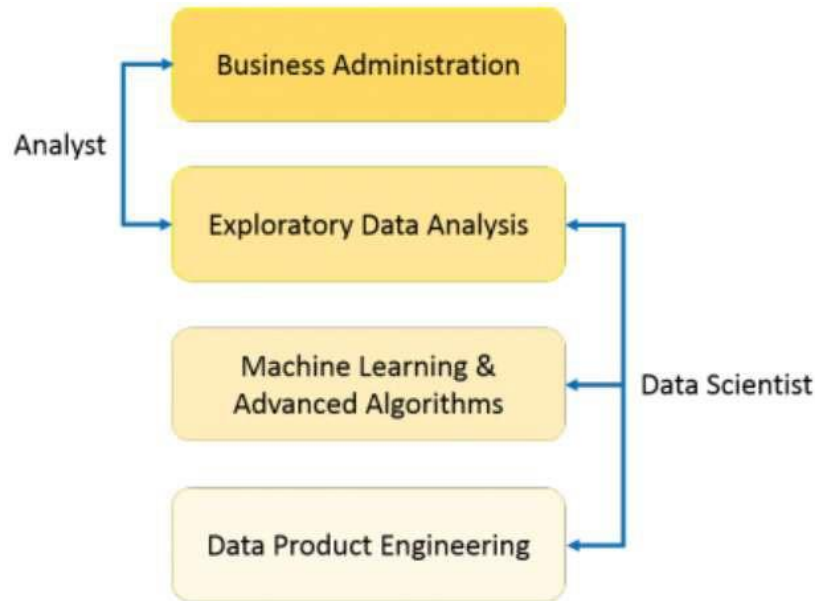 Business Administration
Analyst
Exploratory Data Analysis
Machine Learning &
Advanced Algorithms
Data Scientist
Data Product Engineering